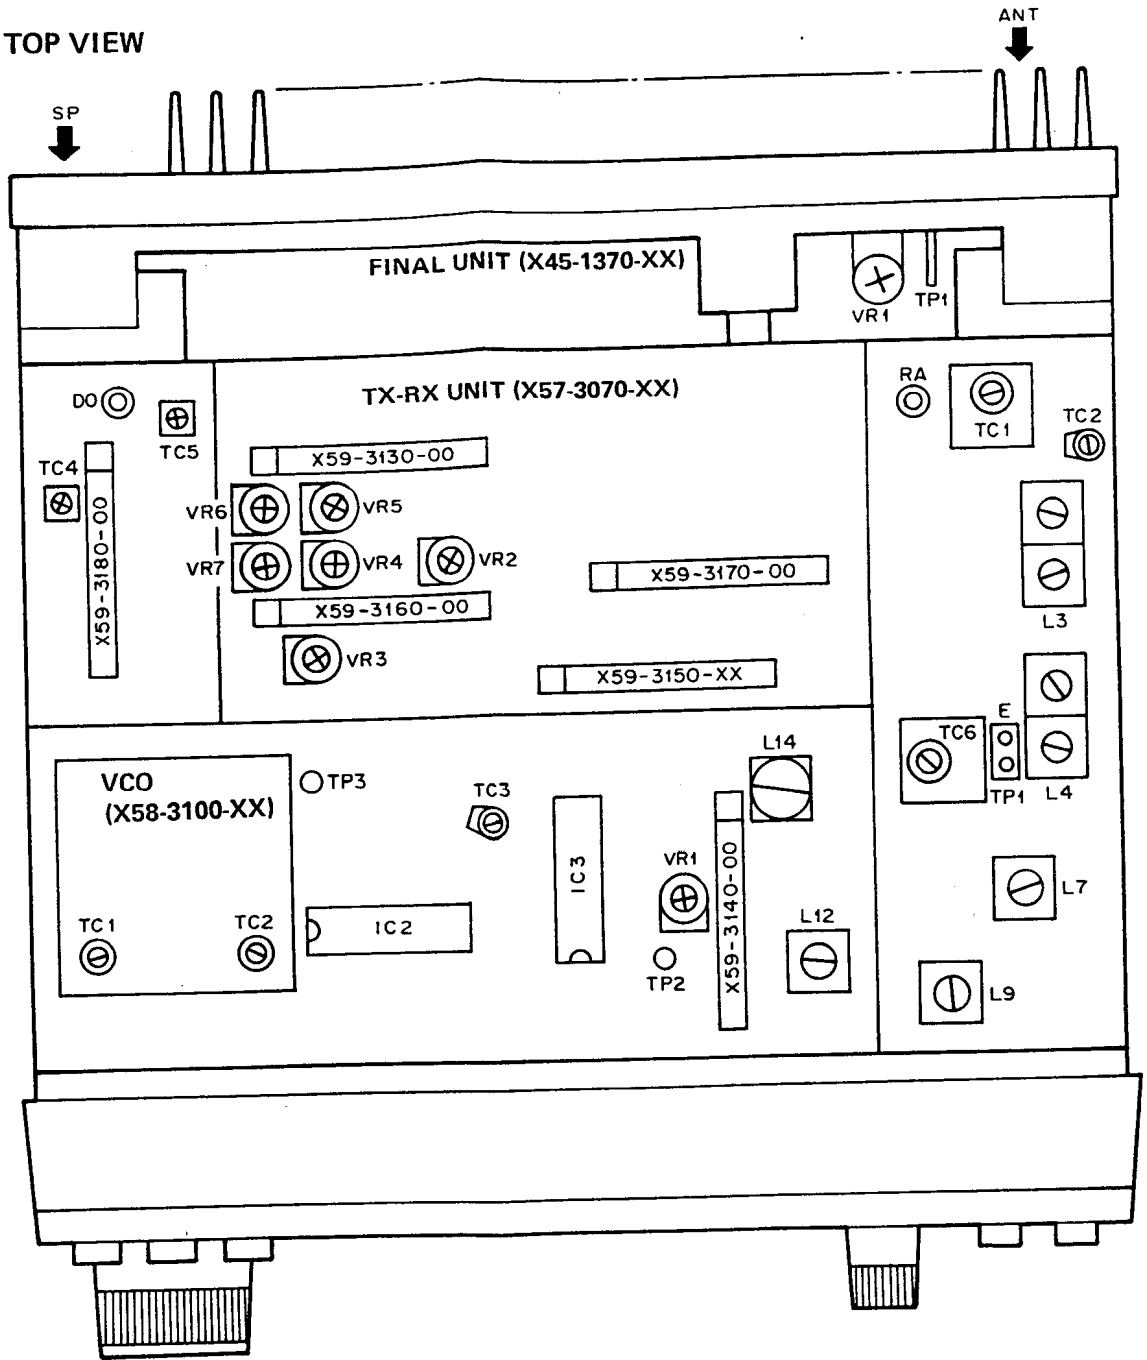 TOP VIEW
ANT
SP
FINAL UNIT (X45-1370-XX)
VR1
TP1
DO
TC5
TC4
X59-3180-00
TX-RX UNIT (X57-3070-XX)
X59-3130-00
VR6
VR5
VR7
VR4
VR2
X59-3160-00
VR3
X59-3170-00
X59-3150-XX
RA
TC1
TC2
L3
TC6
E
TP1
L4
L7
L9
VCO
(X58-3100-XX)
TC1
TC2
TP3
TC3
IC2
IC3
L14
VR1
TP2
X59-3140-00
L12